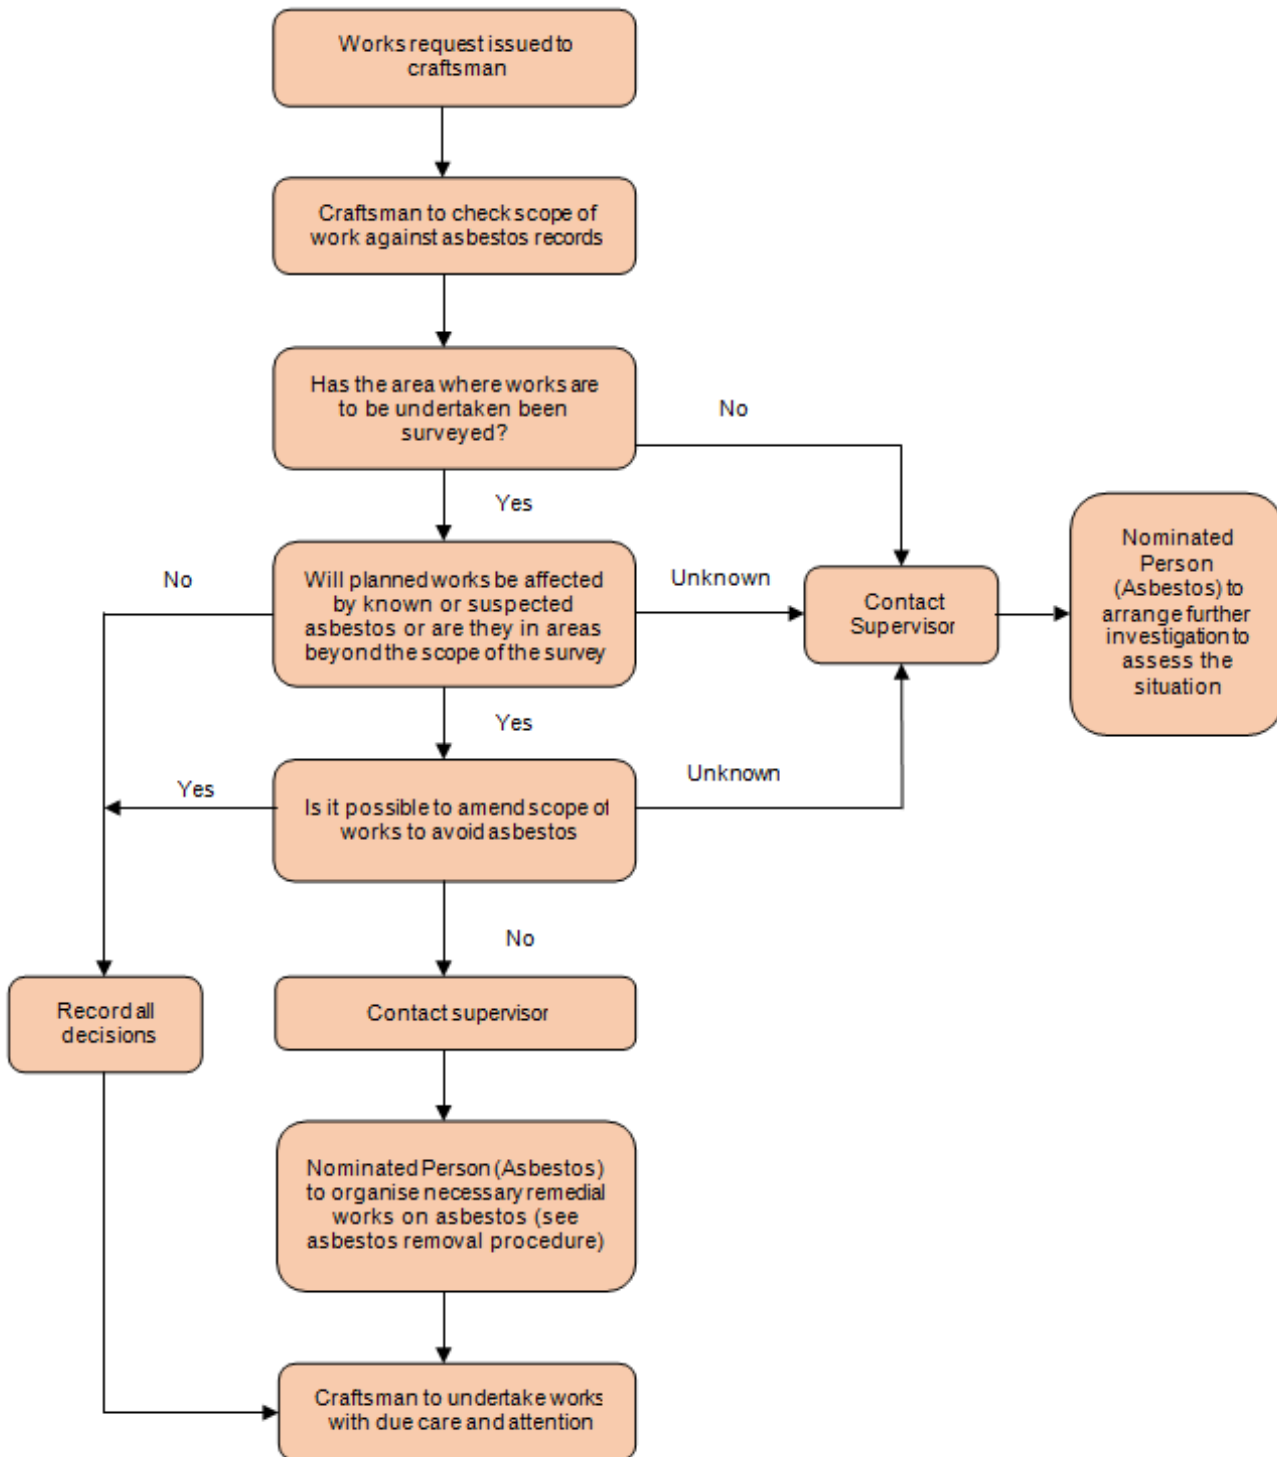 Works request issued to
craftsman
Craftsman to check scope of
work against asbestos records
Has the area where works are
to be undertaken been
surveyed?
No
Yes
Will planned works be affected
by known or suspected
asbestos or are they in areas
beyond the scope of the survey
No
Unknown
Contact
Supervisor
Nominated
Person
(Asbestos) to
arrange further
investigation to
assess the
situation
Yes
Is it possible to amend scope of
works to avoid asbestos
Yes
Unknown
No
Record all
decisions
Contact supervisor
Nominated Person (Asbestos)
to organise necessary remedial
works on asbestos (see
asbestos removal procedure)
Craftsman to undertake works
with due care and attention